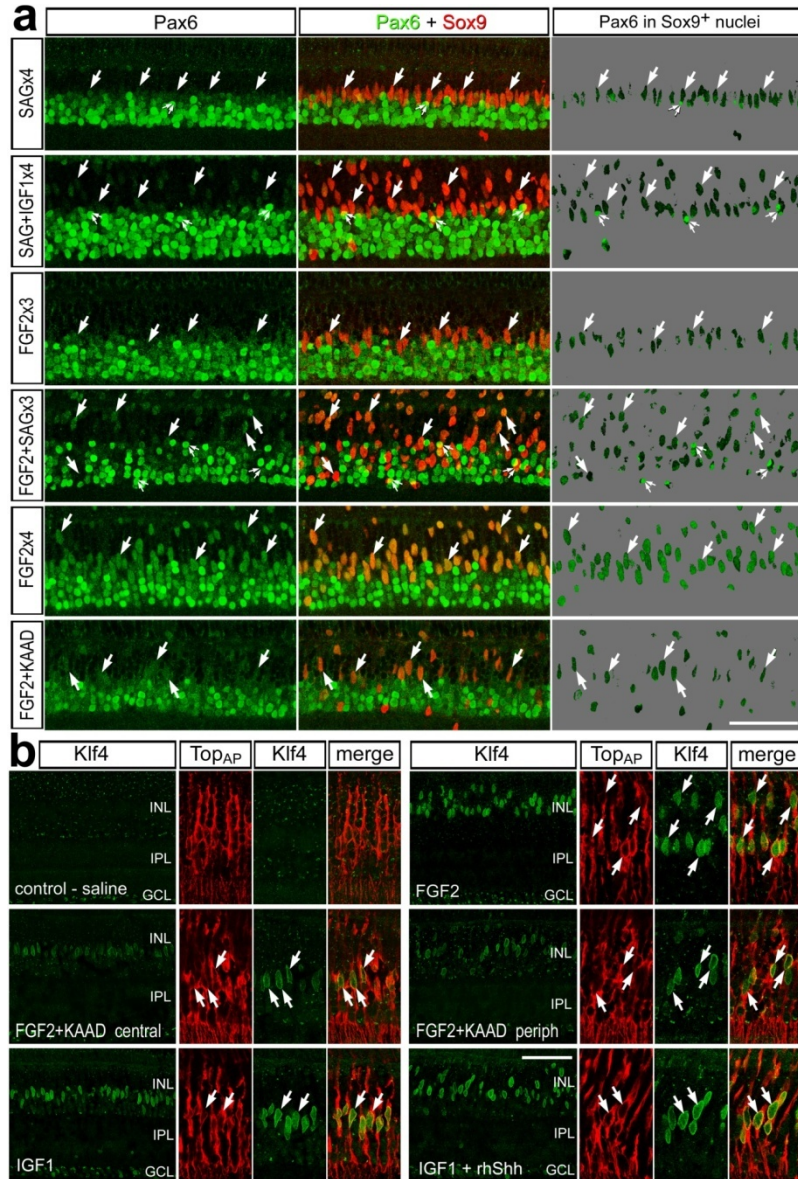 a
Pax6
Pax6 + Sox9
Pax6 in Sox9+ nuclei
SAGx4
SAG+IGF1x4
FGF2x3
FGF2+SAGx3
FGF2x4
FGF2+KAAD
b
Klf4
TopAP
Klf4
merge
Klf4
TopAP
Klf4
merge
INL
IPL
GCL
control - saline
INL
IPL
GCL
FGF2
INL
IPL
FGF2+KAAD central
INL
IPL
FGF2+KAAD periph
INL
IPL
GCL
IGF1
INL
IPL
GCL
IGF1 + rhShh